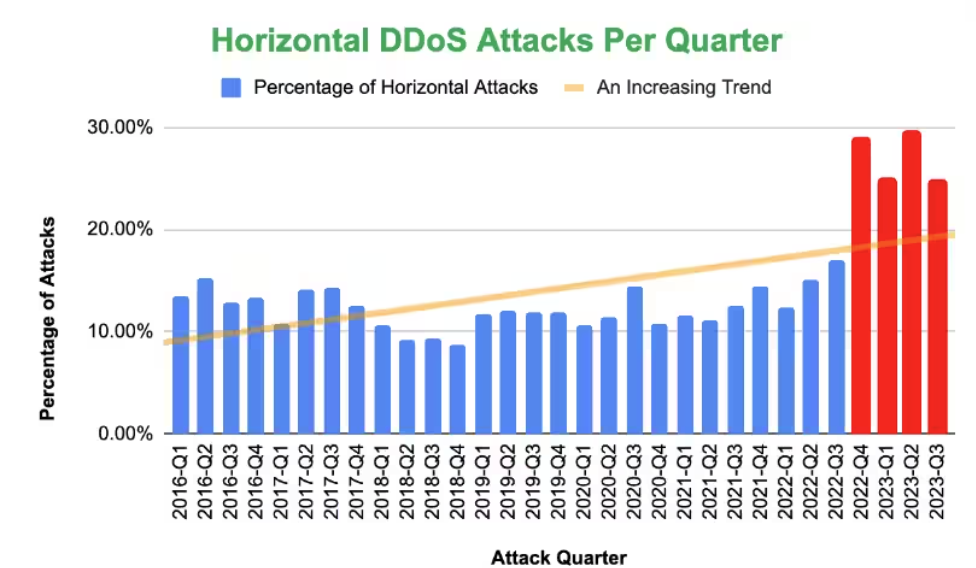 Horizontal DDoS Attacks Per Quarter
Percentage of Horizontal Attacks An Increasing Trend
30.00%
20.00%
10.00%
0.00%
Percentage of Attacks
2016-Q1
2016-Q2
2016-Q3
2016-Q4
2017-Q1
2017-Q2
2017-Q3
2017-Q4
2018-Q1
2018-Q2
2018-Q3
2018-Q4
2019-Q1
2019-Q2
2019-Q3
2019-Q4
2020-Q1
2020-Q2
2020-Q3
2020-Q4
2021-Q1
2021-Q2
2021-Q3
2021-Q4
2022-Q1
2022-Q2
2022-Q3
2022-Q4
2023-Q1
2023-Q2
2023-Q3
Attack Quarter